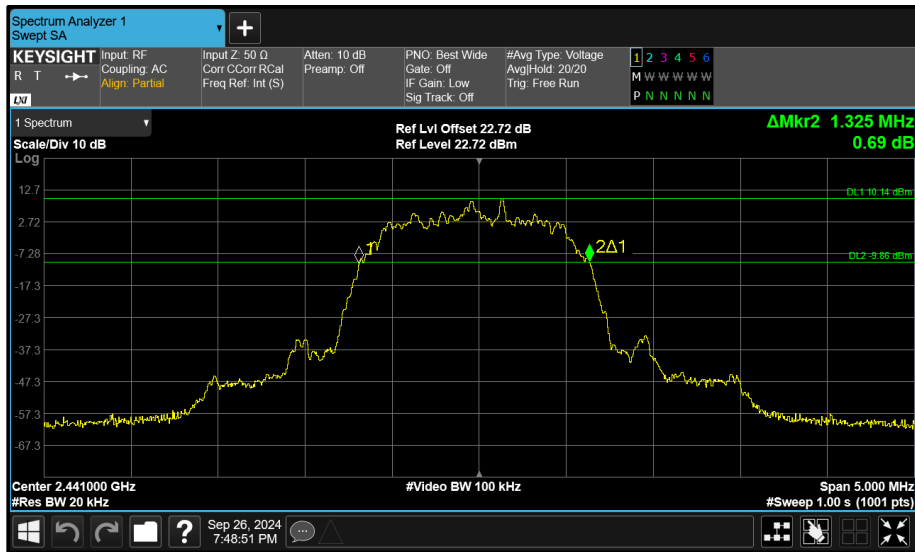 Spectrum Analyzer 1
Swept SA
+
KEYSIGHT
R T
LXI
Input: RF
Coupling: AC
Align: Partial
Input Z: 50 Ω
Corr CCorr RCal
Freq Ref: Int (S)
Atten: 10 dB
Preamp: Off
PNO: Best Wide
Gate: Off
IF Gain: Low
Sig Track: Off
#Avg Type: Voltage
Avg|Hold: 20/20
Trig: Free Run
1 2 3 4 5 6
M W W W W W
P N N N N N
1 Spectrum
Scale/Div 10 dB
Log
Ref Lvl Offset 22.72 dB
Ref Level 22.72 dBm
ΔMkr2 1.325 MHz
0.69 dB
12.7
DL1 10.14 dBm
2.72
1
2Δ1
-7.28
DL2 -9.86 dBm
-17.3
-27.3
-37.3
-47.3
-57.3
-67.3
Center 2.441000 GHz
#Res BW 20 kHz
#Video BW 100 kHz
Span 5.000 MHz
#Sweep 1.00 s (1001 pts)
?
Sep 26, 2024
7:48:51 PM